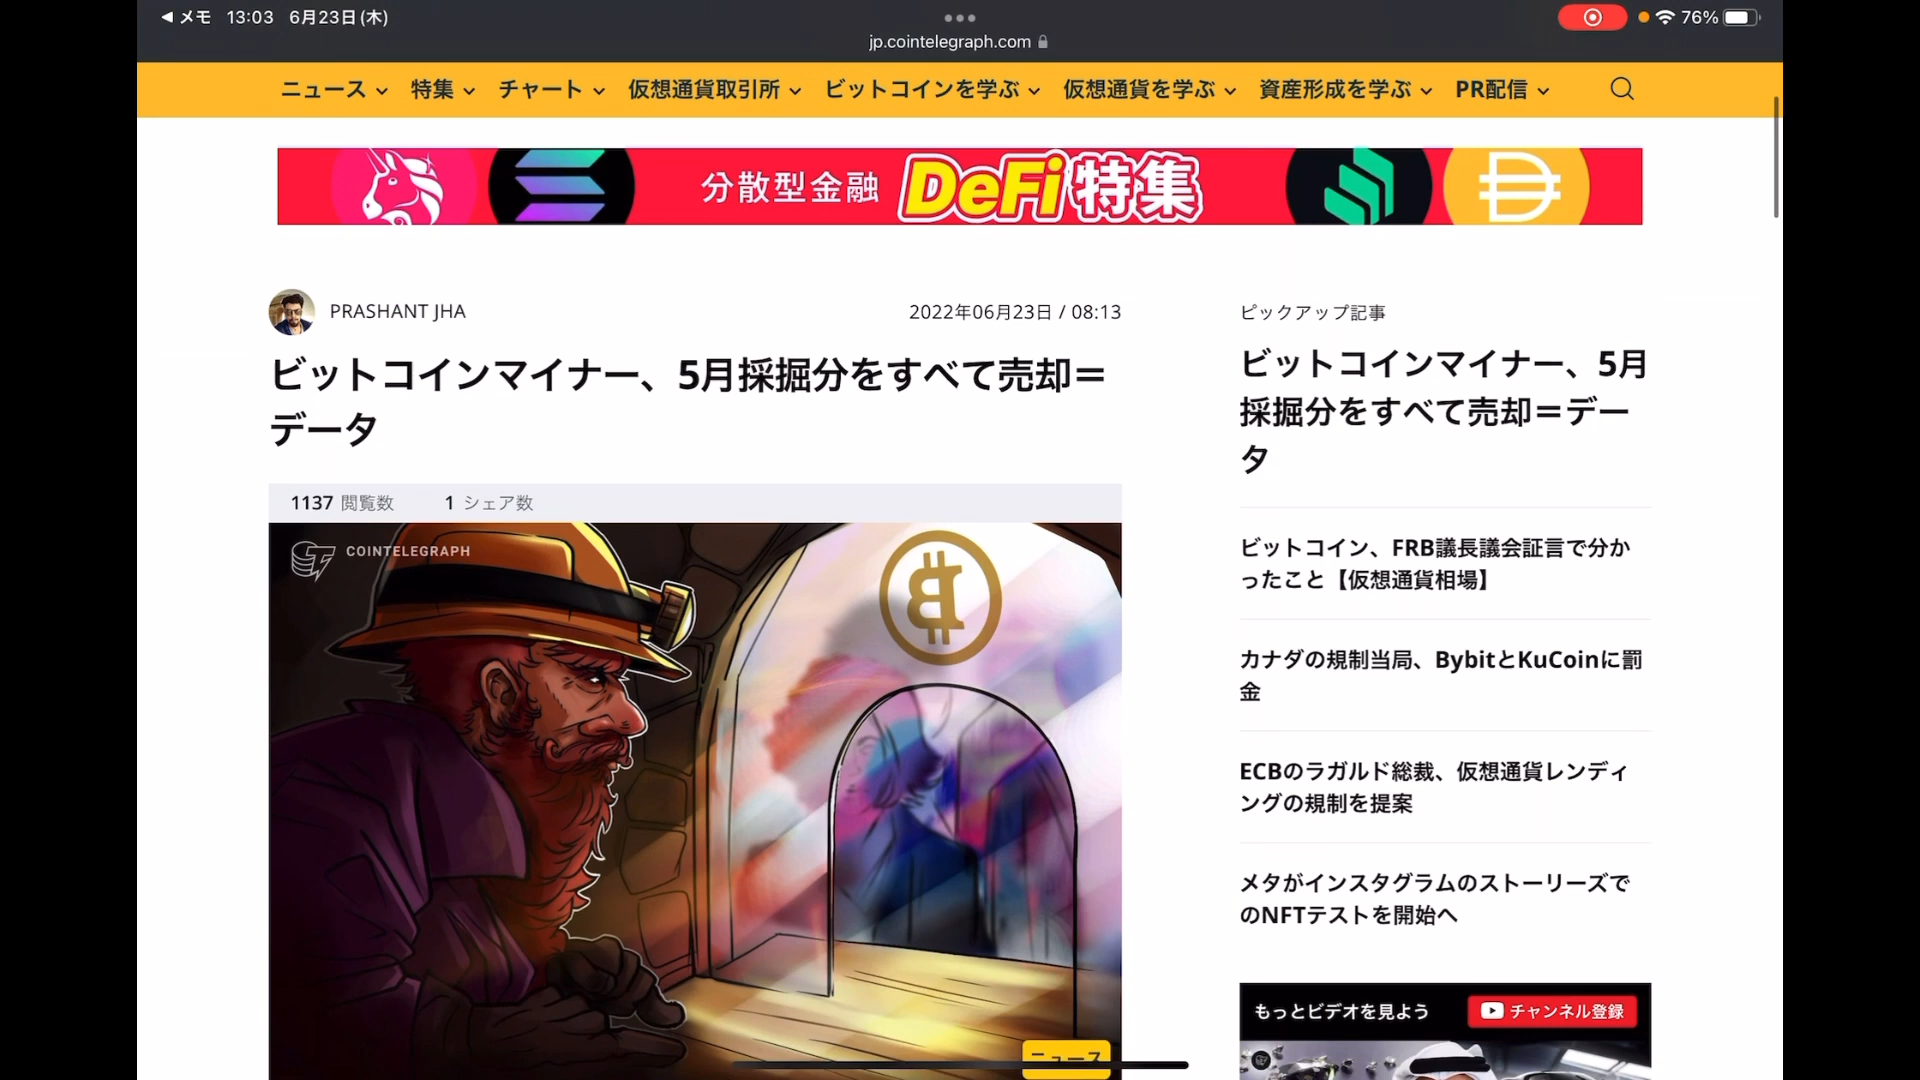 ◀ メモ 13:03 6月23日(木)
76%
jp.cointelegraph.com
ニュース 特集 チャート 仮想通貨取引所 ビットコインを学ぶ 仮想通貨を学ぶ 資産形成を学ぶ PR配信
分散型金融 DeFi特集
PRASHANT JHA
2022年06月23日 / 08:13
ビットコインマイナー、5月採掘分をすべて売却＝
データ
1137 閲覧数 1 シェア数
COINTELEGRAPH
ニュース
ピックアップ記事
ビットコインマイナー、5月
採掘分をすべて売却＝デー
タ
ビットコイン、FRB議長議会証言で分か
ったこと【仮想通貨相場】
カナダの規制当局、BybitとKuCoinに罰
金
ECBのラガルド総裁、仮想通貨レンディ
ングの規制を提案
メタがインスタグラムのストーリーズで
のNFTテストを開始へ
もっとビデオを見よう
チャンネル登録